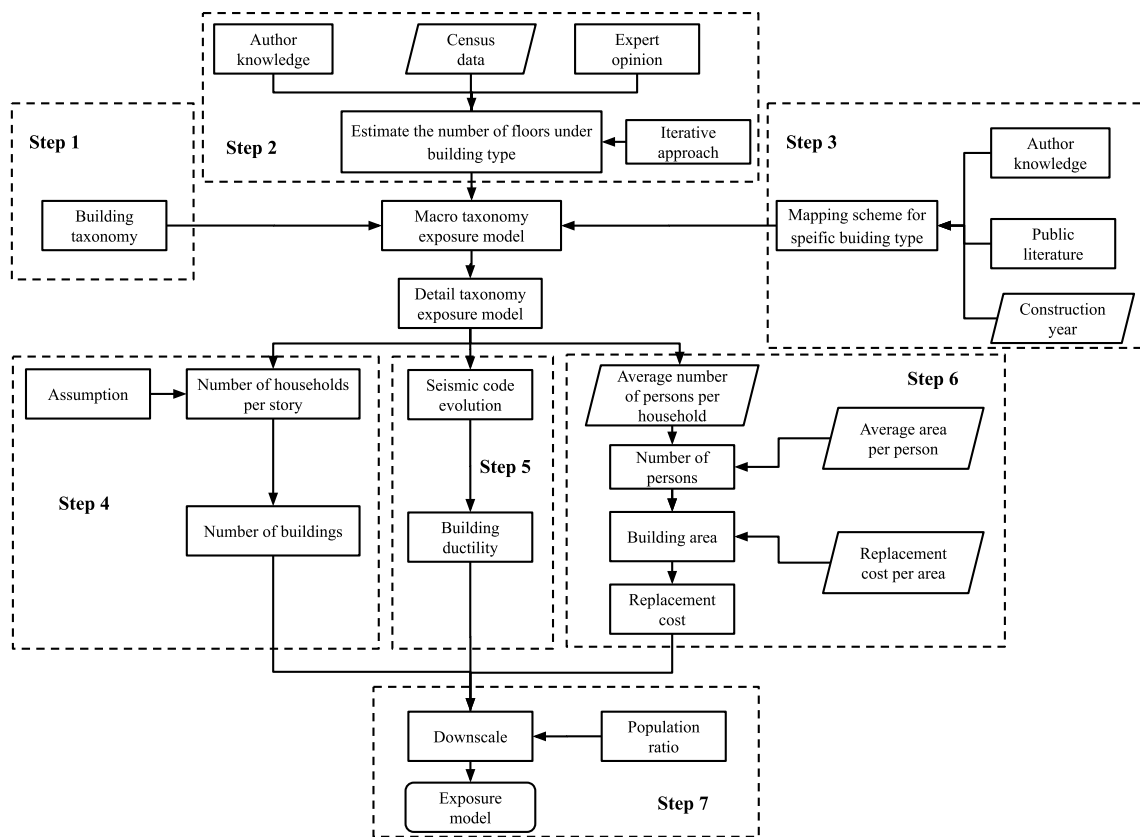 Author
knowledge
Census
data
Expert
opinion
Step 1
Step 2
Estimate the number of floors under
building type
Iterative
approach
Step 3
Author
knowledge
Building
taxonomy
Macro taxonomy
exposure model
Mapping scheme for
speific buiding type
Public
literature
Detail taxonomy
exposure model
Construction
year
Assumption
Number of households
per story
Seismic code
evolution
Average number
of persons per
household
Step 6
Average area
per person
Step 4
Step 5
Number of
persons
Number of buildings
Building
ductility
Building area
Replacement
cost per area
Replacement
cost
Downscale
Population
ratio
Exposure
model
Step 7